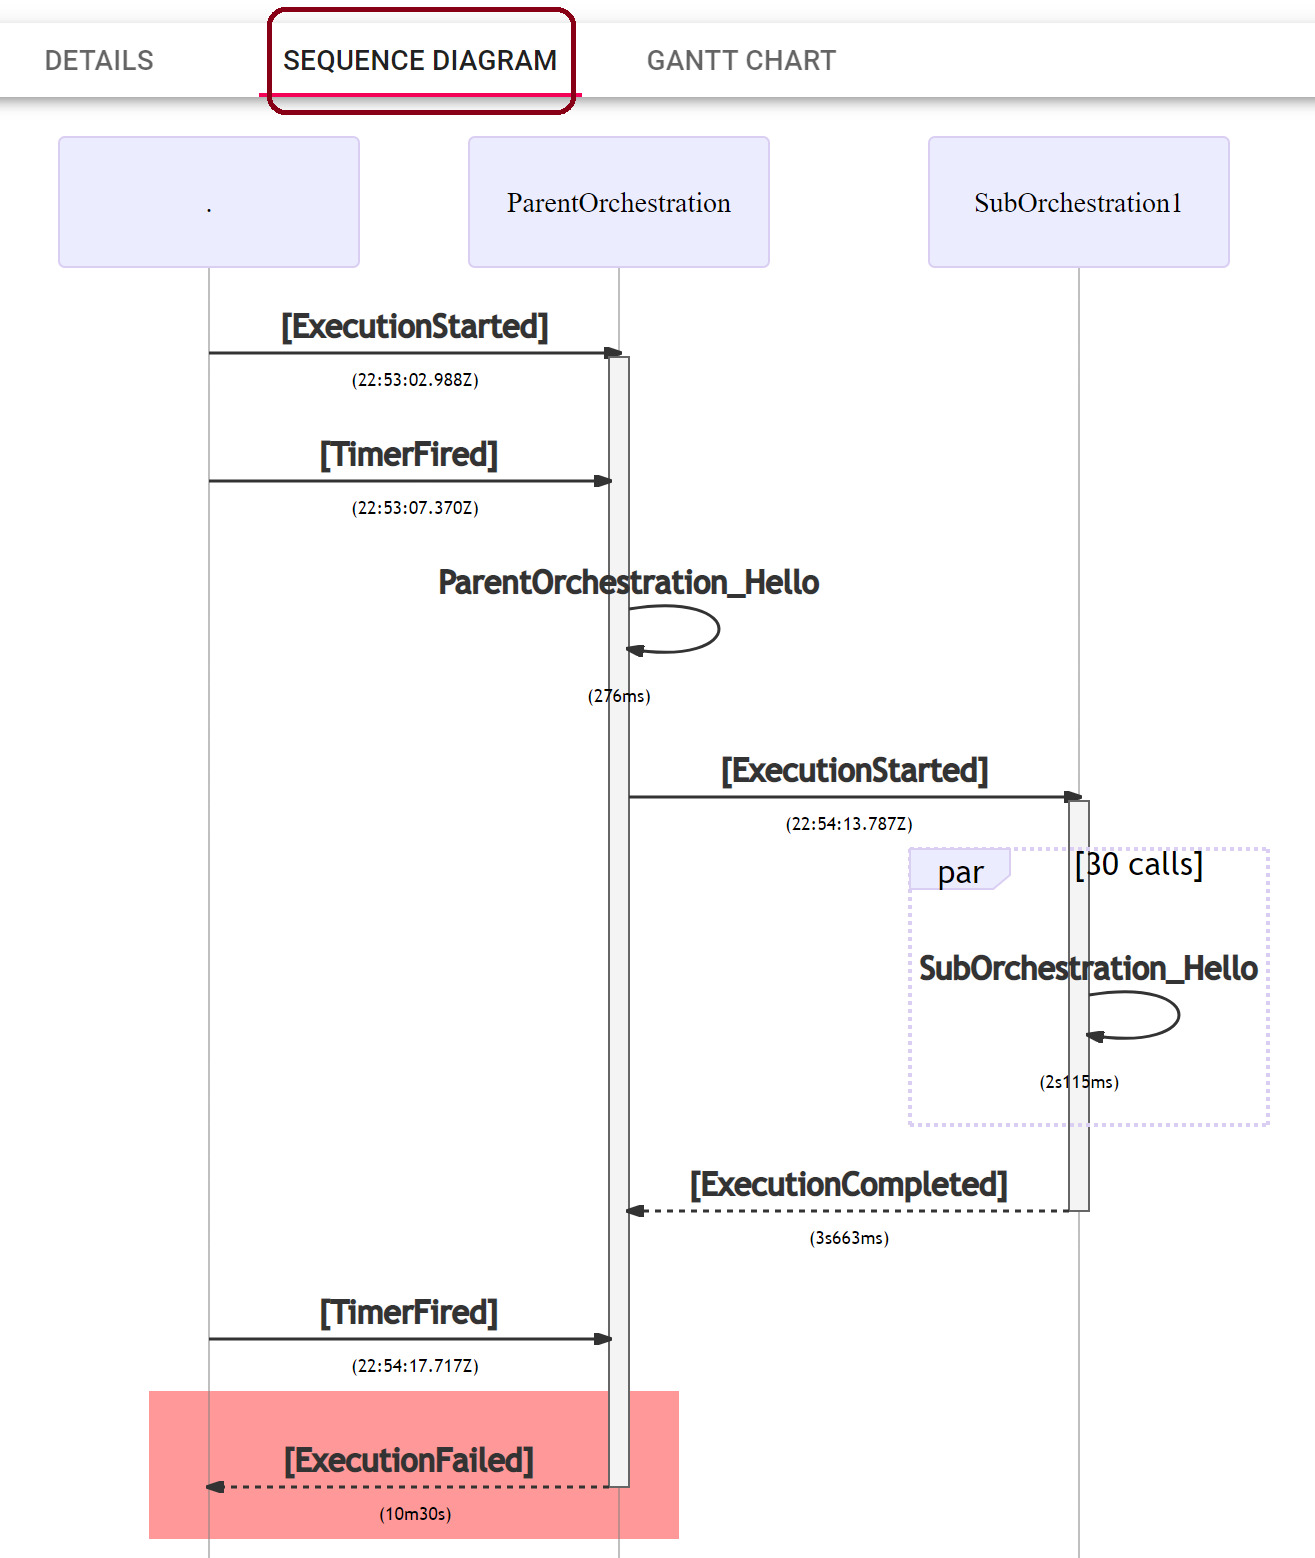 DETAILS
SEQUENCE DIAGRAM
GANTT CHART
.
ParentOrchestration
SubOrchestration1
[ExecutionStarted]
(22:53:02.988Z)
[TimerFired]
(22:53:07.370Z)
ParentOrchestration_Hello
(276ms)
[ExecutionStarted]
(22:54:13.787Z)
par
[30 calls]
SubOrchestration_Hello
(2s115ms)
[ExecutionCompleted]
(3s663ms)
[TimerFired]
(22:54:17.717Z)
[ExecutionFailed]
(10m30s)